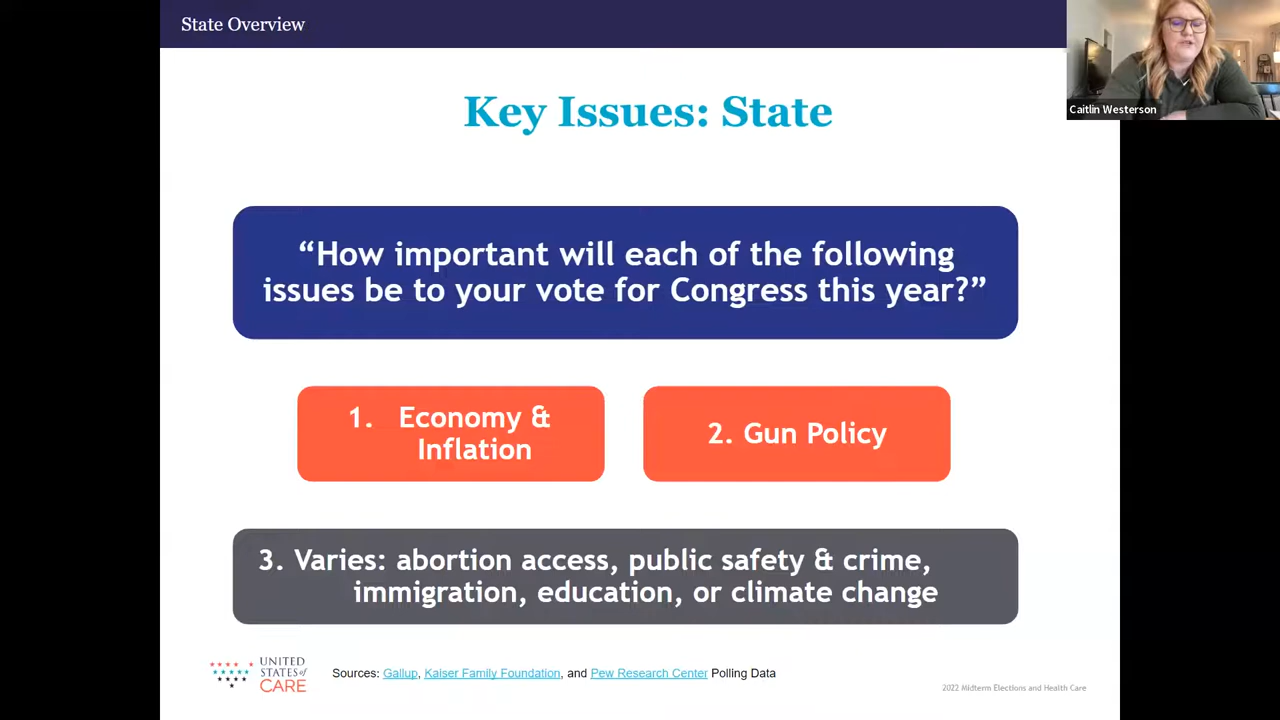 State Overview
Caitlin Westerson
Key Issues: State
“How important will each of the following
issues be to your vote for Congress this year?”
1. Economy &
Inflation
2. Gun Policy
3. Varies: abortion access, public safety & crime,
immigration, education, or climate change
UNITED
STATES of
CARE
Sources: Gallup, Kaiser Family Foundation, and Pew Research Center Polling Data
2022 Midterm Elections and Health Care